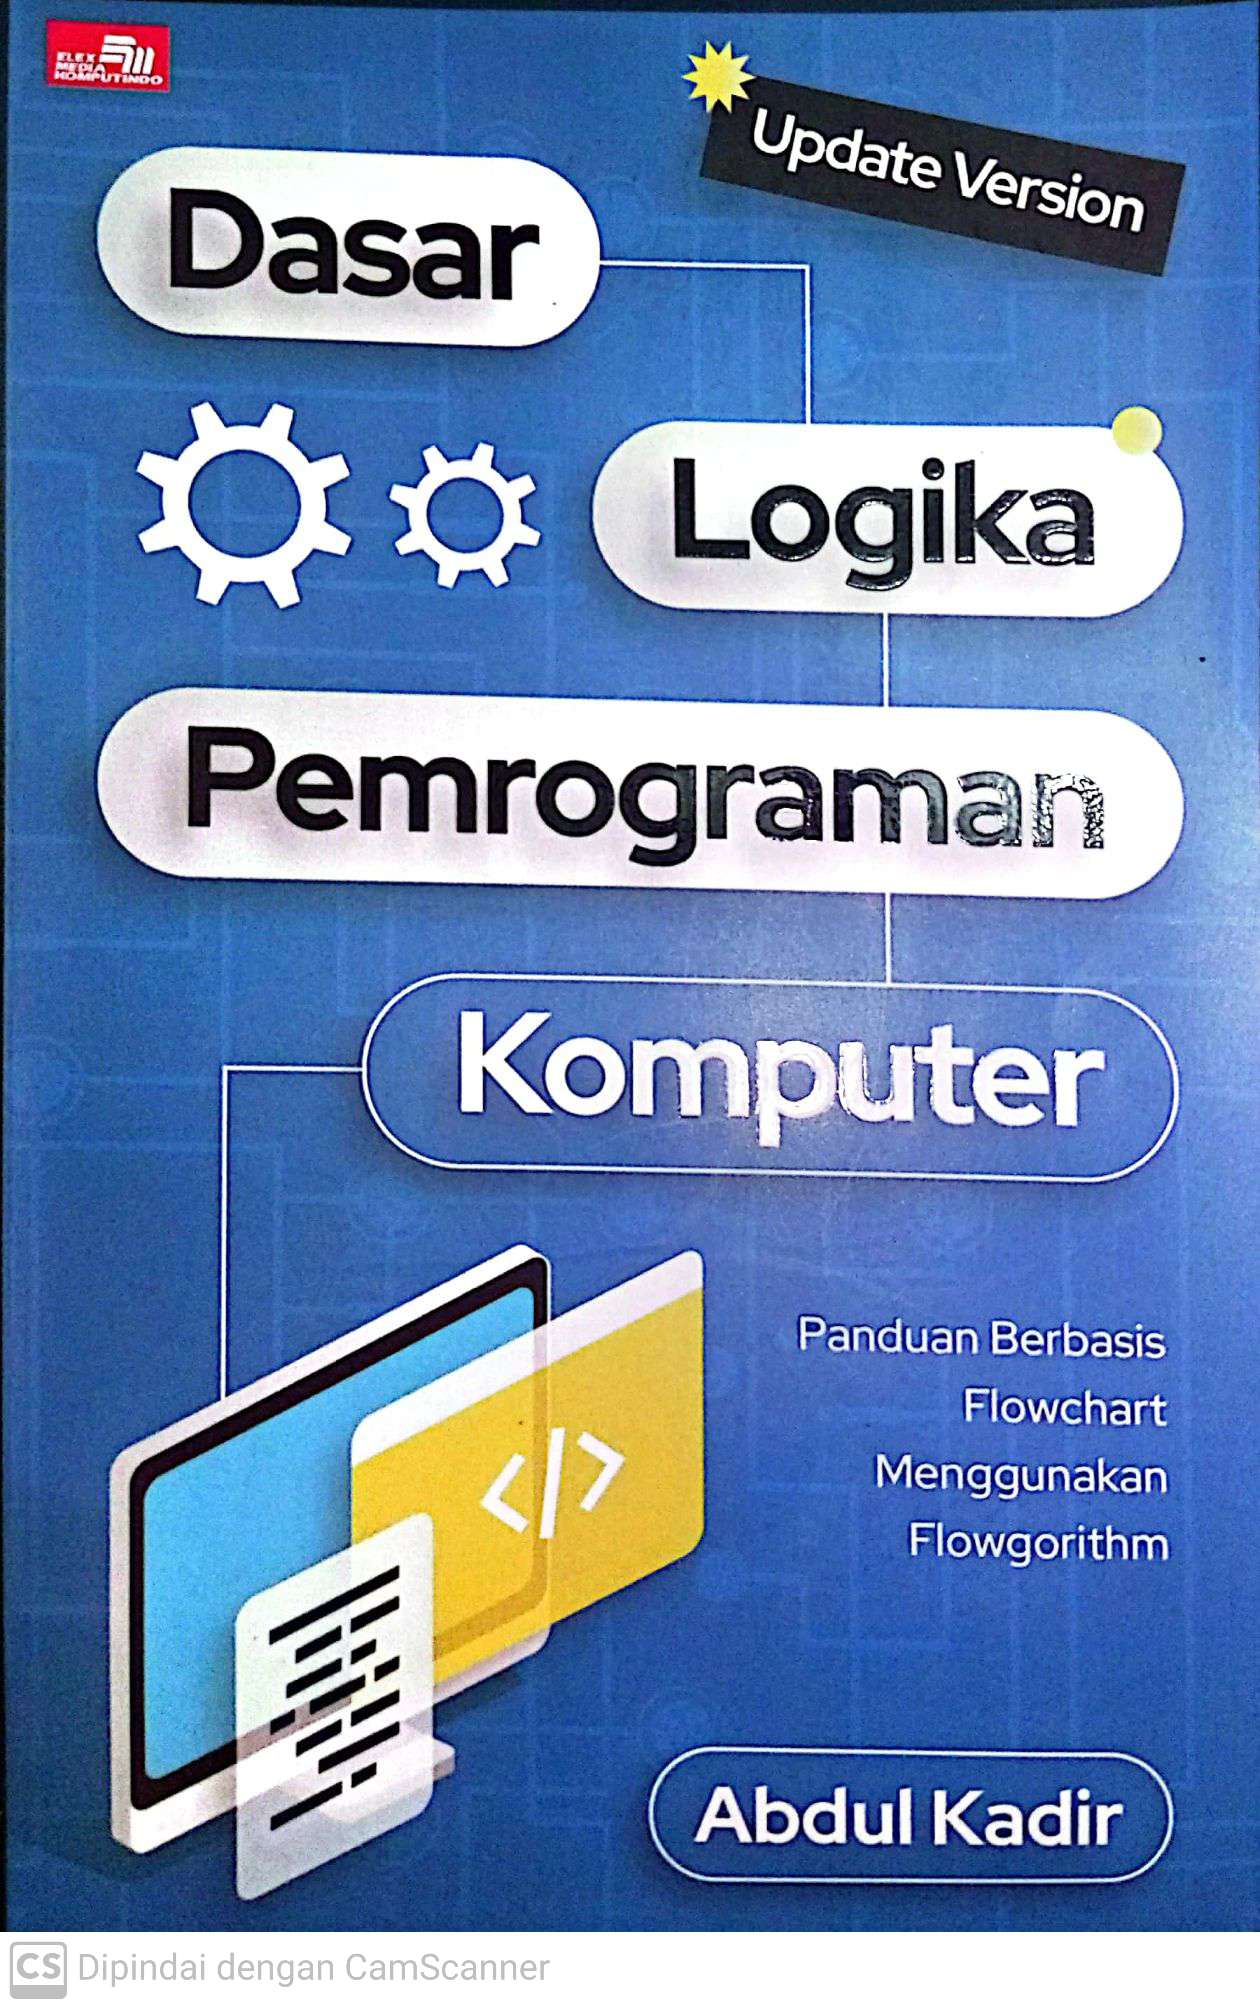 ELEX
MEDIA
KOMPUTINDO
Update Version
Dasar
Logika
Pemrograman
Komputer
</>
Panduan Berbasis
Flowchart
Menggunakan
Flowgorithm
Abdul Kadir
CS Dipindai dengan CamScanner